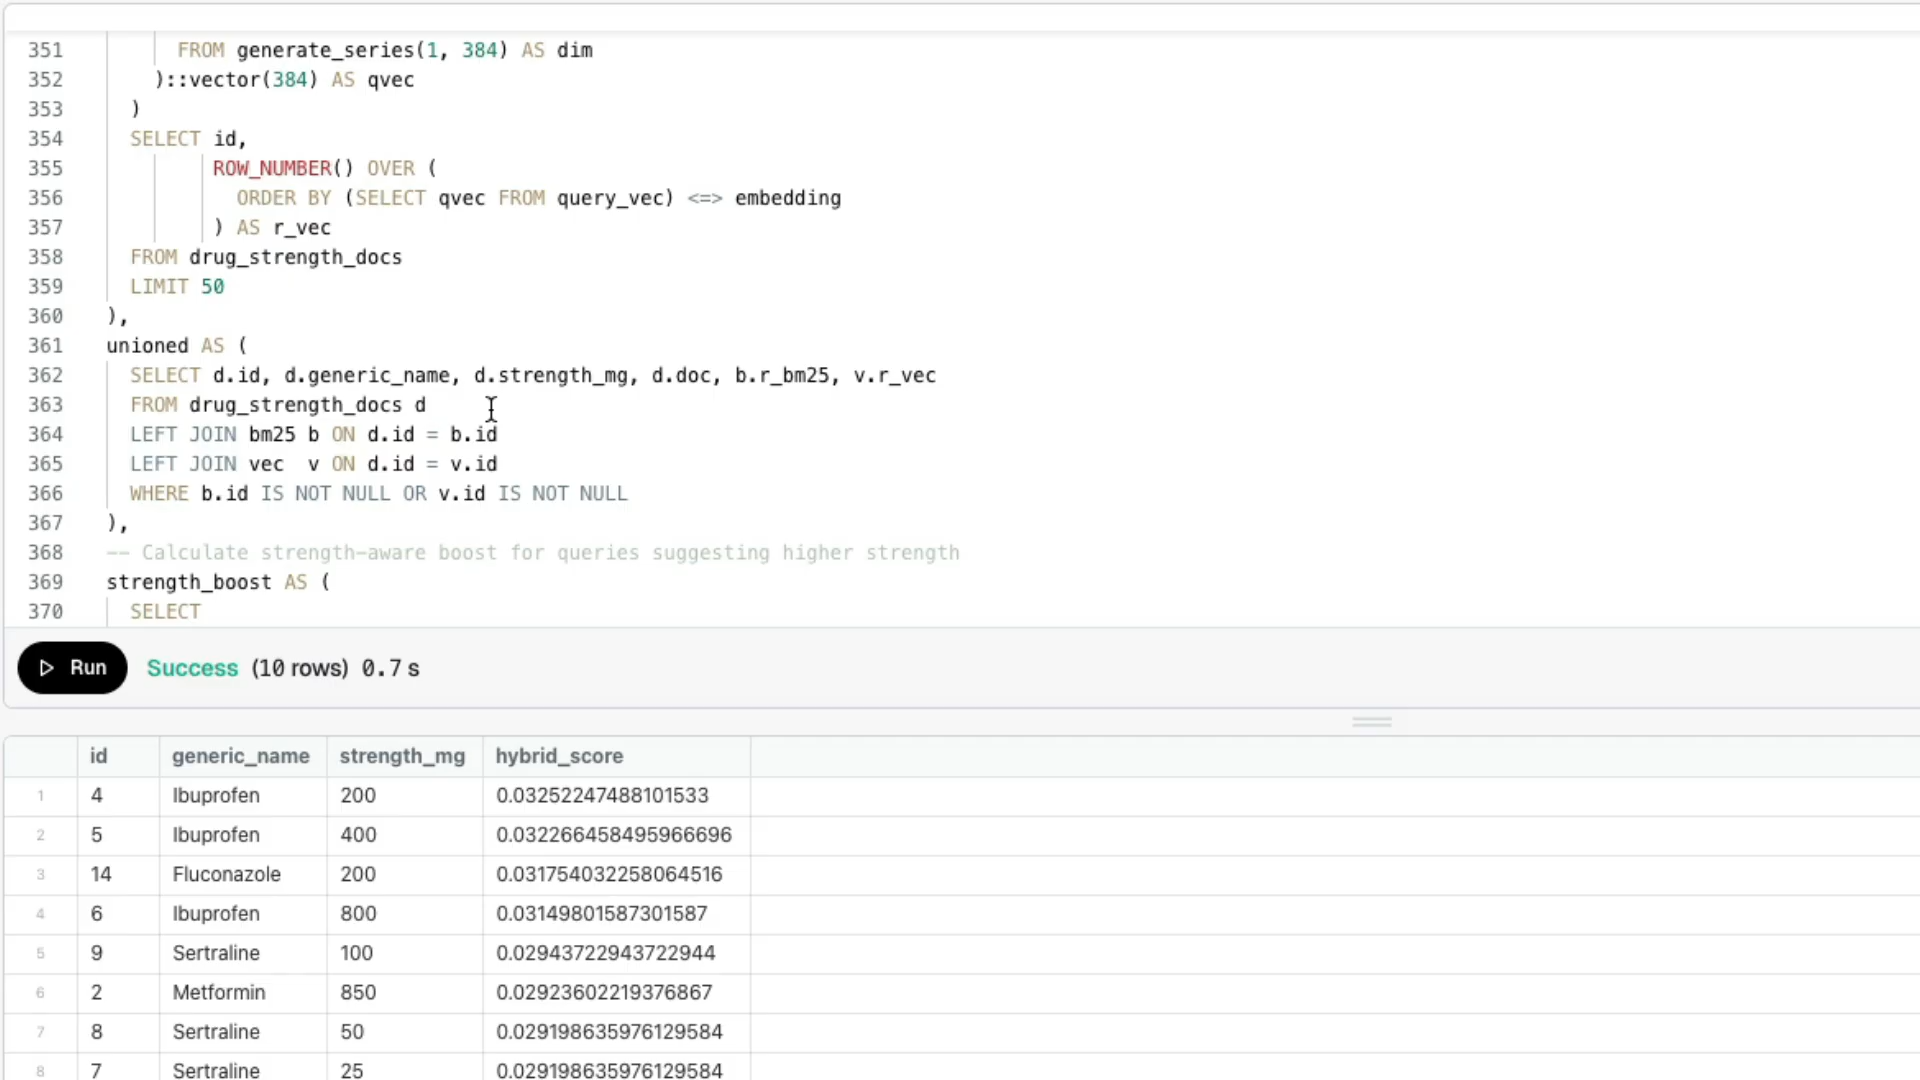 351 FROM generate_series(1, 384) AS dim
352 )::vector(384) AS qvec
353 )
354 SELECT id,
355 ROW_NUMBER() OVER (
356 ORDER BY (SELECT qvec FROM query_vec) <=> embedding
357 ) AS r_vec
358 FROM drug_strength_docs
359 LIMIT 50
360 ),
361 unioned AS (
362 SELECT d.id, d.generic_name, d.strength_mg, d.doc, b.r_bm25, v.r_vec
363 FROM drug_strength_docs d
364 LEFT JOIN bm25 b ON d.id = b.id
365 LEFT JOIN vec  v ON d.id = v.id
366 WHERE b.id IS NOT NULL OR v.id IS NOT NULL
367 ),
368 -- Calculate strength-aware boost for queries suggesting higher strength
369 strength_boost AS (
370 SELECT
Run Success (10 rows) 0.7 s
id generic_name strength_mg hybrid_score
1 4 Ibuprofen 200 0.03252247488101533
2 5 Ibuprofen 400 0.032266458495966696
3 14 Fluconazole 200 0.031754032258064516
4 6 Ibuprofen 800 0.03149801587301587
5 9 Sertraline 100 0.02943722943722944
6 2 Metformin 850 0.02923602219376867
7 8 Sertraline 50 0.029198635976129584
8 7 Sertraline 25 0.029198635976129584